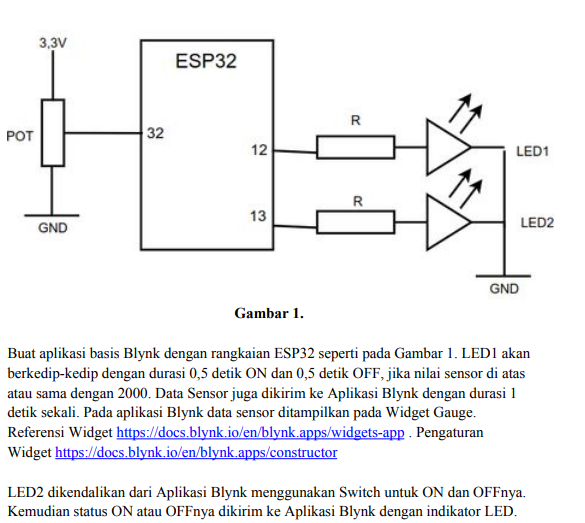 3,3V
ESP32
POT
32
R
12
LED1
R
13
LED2
GND
GND
Gambar 1.
Buat aplikasi basis Blynk dengan rangkaian ESP32 seperti pada Gambar 1. LED1 akan
berkedip-kedip dengan durasi 0,5 detik ON dan 0,5 detik OFF, jika nilai sensor di atas
atau sama dengan 2000. Data Sensor juga dikirim ke Aplikasi Blynk dengan durasi 1
detik sekali. Pada aplikasi Blynk data sensor ditampilkan pada Widget Gauge.
Referensi Widget https://docs.blynk.io/en/blynk.apps/widgets-app . Pengaturan
Widget https://docs.blynk.io/en/blynk.apps/constructor
LED2 dikendalikan dari Aplikasi Blynk menggunakan Switch untuk ON dan OFFnya.
Kemudian status ON atau OFFnya dikirim ke Aplikasi Blynk dengan indikator LED.